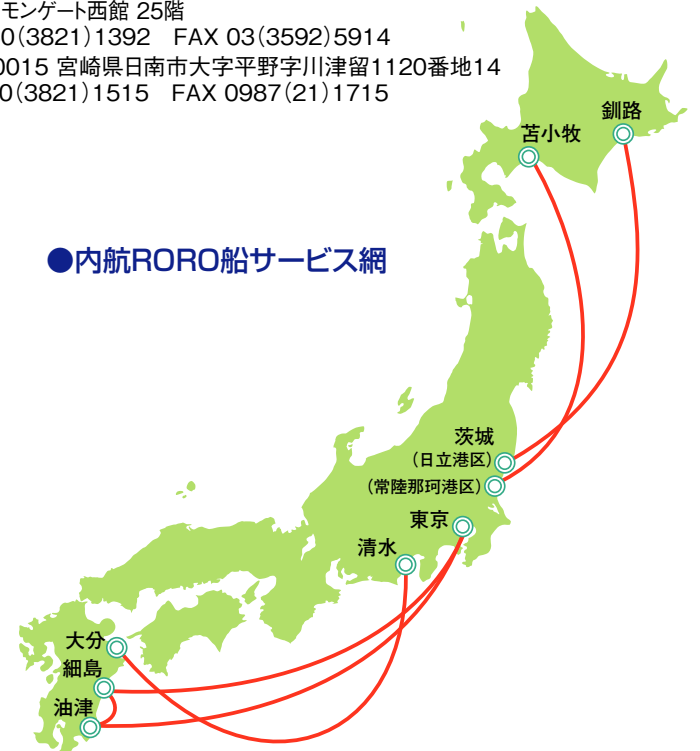 モンゲート西館 25階
0(3821)1392 FAX 03(3592)5914
0015 宮崎県日南市大字平野字川津留1120番地14
0(3821)1515 FAX 0987(21)1715
釧路
苫小牧
●内航RORO船サービス網
茨城
(日立港区)
(常陸那珂港区)
東京
清水
大分
細島
油津